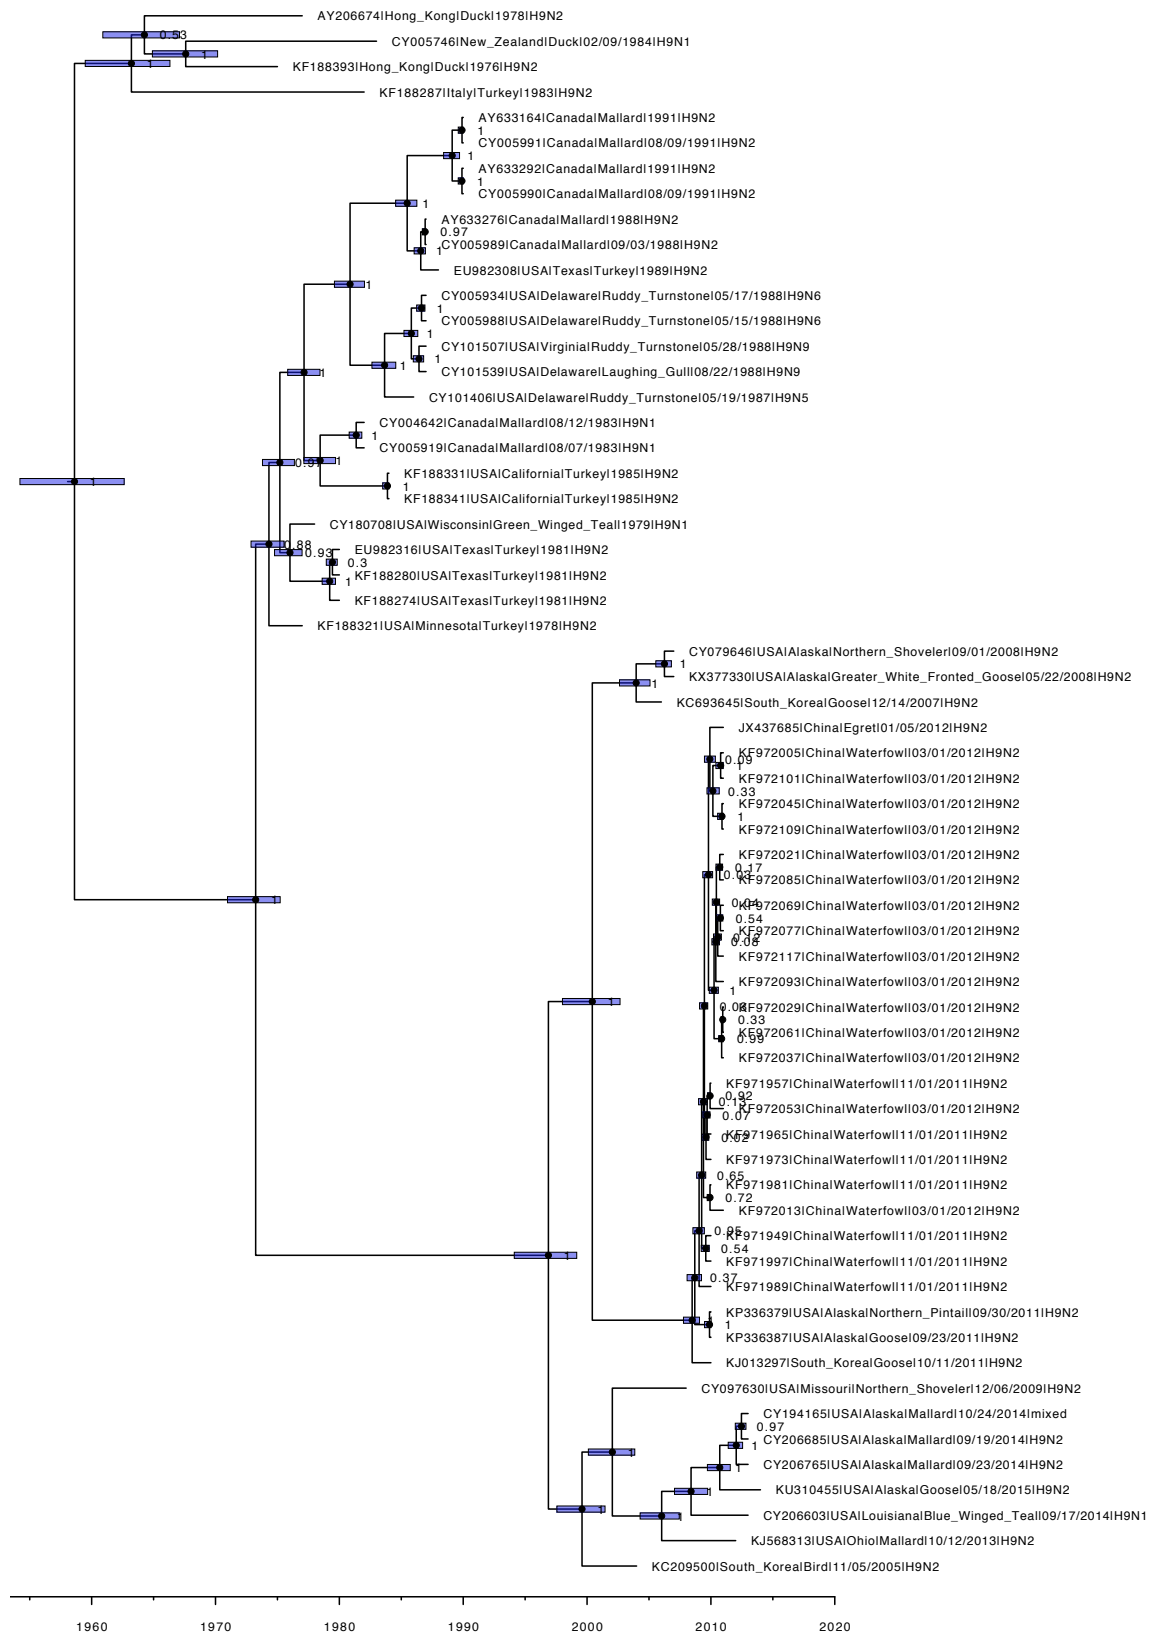 AY206674|Hong_Kong|Duck|1978|H9N2
0.53
CY005746|New_Zealand|Duck|02/09/1984|H9N1
1
KF188393|Hong_Kong|Duck|1976|H9N2
1
KF188287|Italy|Turkey|1983|H9N2
AY633164|Canada|Mallard|1991|H9N2
1
CY005991|Canada|Mallard|08/09/1991|H9N2
1
AY633292|Canada|Mallard|1991|H9N2
1
CY005990|Canada|Mallard|08/09/1991|H9N2
1
AY633276|Canada|Mallard|1988|H9N2
0.97
CY005989|Canada|Mallard|09/03/1988|H9N2
1
EU982308|USA|Texas|Turkey|1989|H9N2
1
CY005934|USA|Delaware|Ruddy_Turnstone|05/17/1988|H9N6
1
CY005988|USA|Delaware|Ruddy_Turnstone|05/15/1988|H9N6
1
CY101507|USA|Virginia|Ruddy_Turnstone|05/28/1988|H9N9
1
1
CY101539|USA|Delaware|Laughing_Gull|08/22/1988|H9N9
1
CY101406|USA|Delaware|Ruddy_Turnstone|05/19/1987|H9N5
CY004642|Canada|Mallard|08/12/1983|H9N1
1
CY005919|Canada|Mallard|08/07/1983|H9N1
0.97
1
KF188331|USA|California|Turkey|1985|H9N2
1
1
KF188341|USA|California|Turkey|1985|H9N2
CY180708|USA|Wisconsin|Green_Winged_Teal|1979|H9N1
0.88
EU982316|USA|Texas|Turkey|1981|H9N2
0.93
0.3
KF188280|USA|Texas|Turkey|1981|H9N2
1
KF188274|USA|Texas|Turkey|1981|H9N2
KF188321|USA|Minnesota|Turkey|1978|H9N2
CY079646|USA|Alaska|Northern_Shoveler|09/01/2008|H9N2
1
KX377330|USA|Alaska|Greater_White_Fronted_Goose|05/22/2008|H9N2
1
KC693645|South_Korea|Goose|12/14/2007|H9N2
JX437685|China|Egret|01/05/2012|H9N2
KF972005|China|Waterfowl|03/01/2012|H9N2
0.09
1
KF972101|China|Waterfowl|03/01/2012|H9N2
0.33
KF972045|China|Waterfowl|03/01/2012|H9N2
1
KF972109|China|Waterfowl|03/01/2012|H9N2
KF972021|China|Waterfowl|03/01/2012|H9N2
0.17
KF972085|China|Waterfowl|03/01/2012|H9N2
1
KF972069|China|Waterfowl|03/01/2012|H9N2
0.54
KF972077|China|Waterfowl|03/01/2012|H9N2
0.08
KF972117|China|Waterfowl|03/01/2012|H9N2
KF972093|China|Waterfowl|03/01/2012|H9N2
1
1
KF972029|China|Waterfowl|03/01/2012|H9N2
0.33
KF972061|China|Waterfowl|03/01/2012|H9N2
0.99
KF972037|China|Waterfowl|03/01/2012|H9N2
KF971957|China|Waterfowl|11/01/2011|H9N2
0.92
KF972053|China|Waterfowl|03/01/2012|H9N2
0.07
KF971965|China|Waterfowl|11/01/2011|H9N2
0.02
KF971973|China|Waterfowl|11/01/2011|H9N2
0.65
KF971981|China|Waterfowl|11/01/2011|H9N2
0.72
KF972013|China|Waterfowl|03/01/2012|H9N2
0.95
KF971949|China|Waterfowl|11/01/2011|H9N2
0.54
1
KF971997|China|Waterfowl|11/01/2011|H9N2
0.37
KF971989|China|Waterfowl|11/01/2011|H9N2
KP336379|USA|Alaska|Northern_Pintail|09/30/2011|H9N2
1
KP336387|USA|Alaska|Goose|09/23/2011|H9N2
KJ013297|South_Korea|Goose|10/11/2011|H9N2
CY097630|USA|Missouri|Northern_Shoveler|12/06/2009|H9N2
CY194165|USA|Alaska|Mallard|10/24/2014|mixed
0.97
CY206685|USA|Alaska|Mallard|09/19/2014|H9N2
1
1
CY206765|USA|Alaska|Mallard|09/23/2014|H9N2
1
KU310455|USA|Alaska|Goose|05/18/2015|H9N2
1
1
CY206603|USA|Louisiana|Blue_Winged_Teal|09/17/2014|H9N1
1
KJ568313|USA|Ohio|Mallard|10/12/2013|H9N2
KC209500|South_Korea|Bird|11/05/2005|H9N2
1960 1970 1980 1990 2000 2010 2020